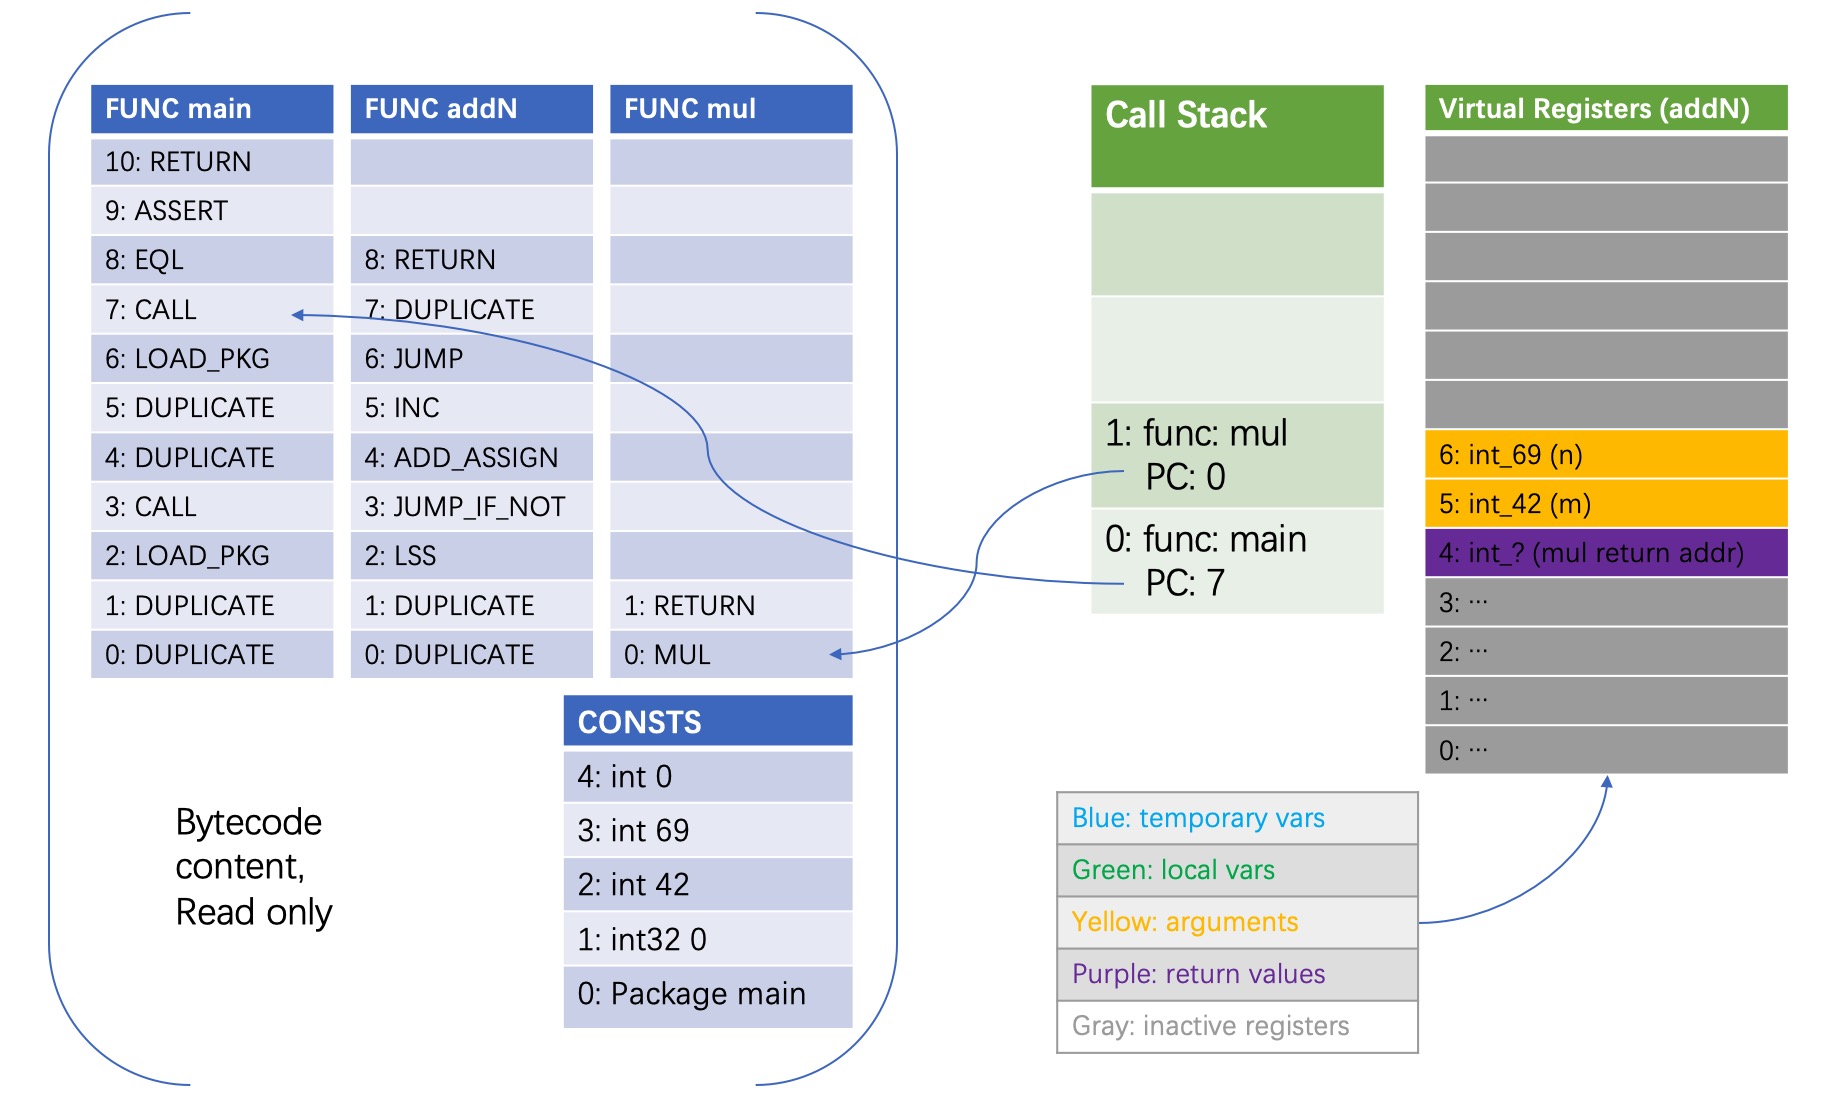 FUNC main
10: RETURN
9: ASSERT
8: EQL
7: CALL
6: LOAD_PKG
5: DUPLICATE
4: DUPLICATE
3: CALL
2: LOAD_PKG
1: DUPLICATE
0: DUPLICATE
FUNC addN
8: RETURN
7: DUPLICATE
6: JUMP
5: INC
4: ADD_ASSIGN
3: JUMP_IF_NOT
2: LSS
1: DUPLICATE
0: DUPLICATE
FUNC mul
1: RETURN
0: MUL
CONSTS
4: int 0
3: int 69
2: int 42
1: int32 0
0: Package main
Bytecode
content,
Read only
Call Stack
1: func: mul
PC: 0
0: func: main
PC: 7
Virtual Registers (addN)
6: int_69 (n)
5: int_42 (m)
4: int_? (mul return addr)
3: ···
2: ···
1: ···
0: ···
Blue: temporary vars
Green: local vars
Yellow: arguments
Purple: return values
Gray: inactive registers